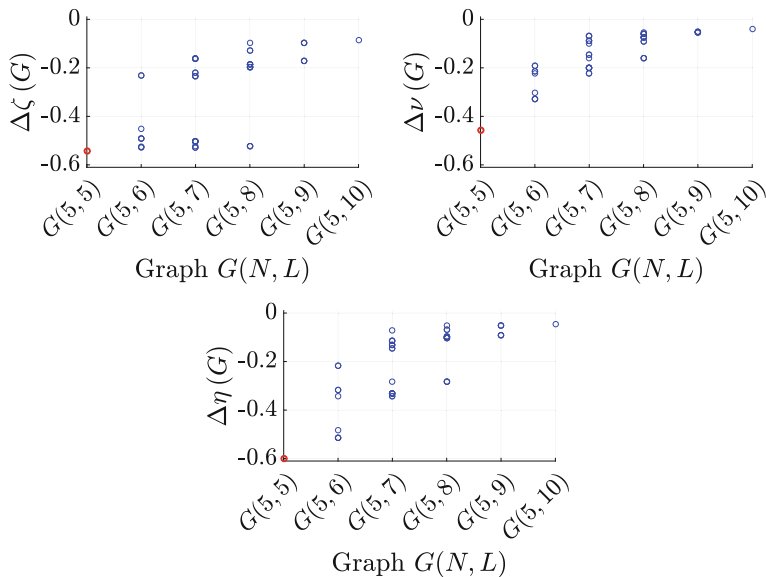 0
-0.2
-0.4
-0.6
Δζ (G)
G(5, 5)
G(5, 6)
G(5, 7)
G(5, 8)
G(5, 9)
G(5, 10)
Graph G(N, L)
0
-0.2
-0.4
-0.6
Δν (G)
G(5, 5)
G(5, 6)
G(5, 7)
G(5, 8)
G(5, 9)
G(5, 10)
Graph G(N, L)
0
-0.2
-0.4
-0.6
Δη (G)
G(5, 5)
G(5, 6)
G(5, 7)
G(5, 8)
G(5, 9)
G(5, 10)
Graph G(N, L)